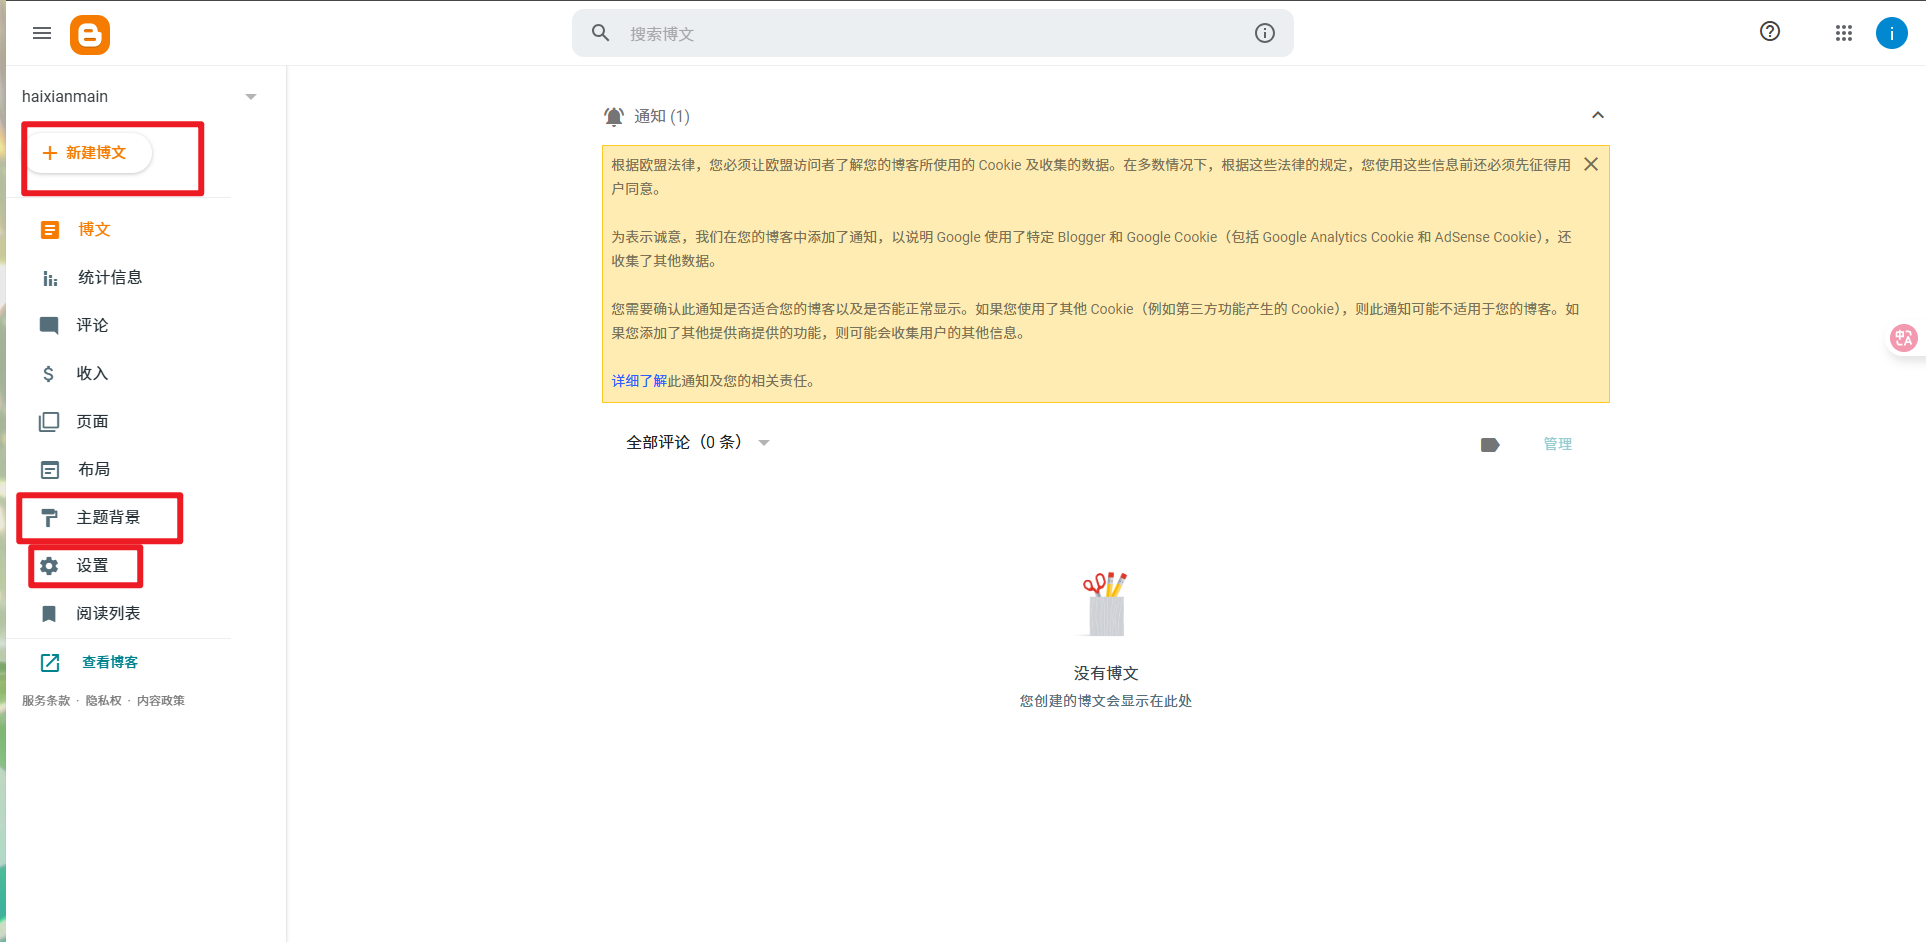 搜索博文
i
haixianmain
新建博文
博文
统计信息
评论
收入
页面
布局
主题背景
设置
阅读列表
查看博客
服务条款 · 隐私权 · 内容政策
通知 (1)
根据欧盟法律，您必须让欧盟访问者了解您的博客所使用的 Cookie 及收集的数据。在多数情况下，根据这些法律的规定，您使用这些信息前还必须先征得用
户同意。
为表示诚意，我们在您的博客中添加了通知，以说明 Google 使用了特定 Blogger 和 Google Cookie（包括 Google Analytics Cookie 和 AdSense Cookie），还
收集了其他数据。
您需要确认此通知是否适合您的博客以及是否能正常显示。如果您使用了其他 Cookie（例如第三方功能产生的 Cookie），则此通知可能不适用于您的博客。如
果您添加了其他提供商提供的功能，则可能会收集用户的其他信息。
详细了解此通知及您的相关责任。
全部评论（0 条）
管理
没有博文
您创建的博文会显示在此处
中A